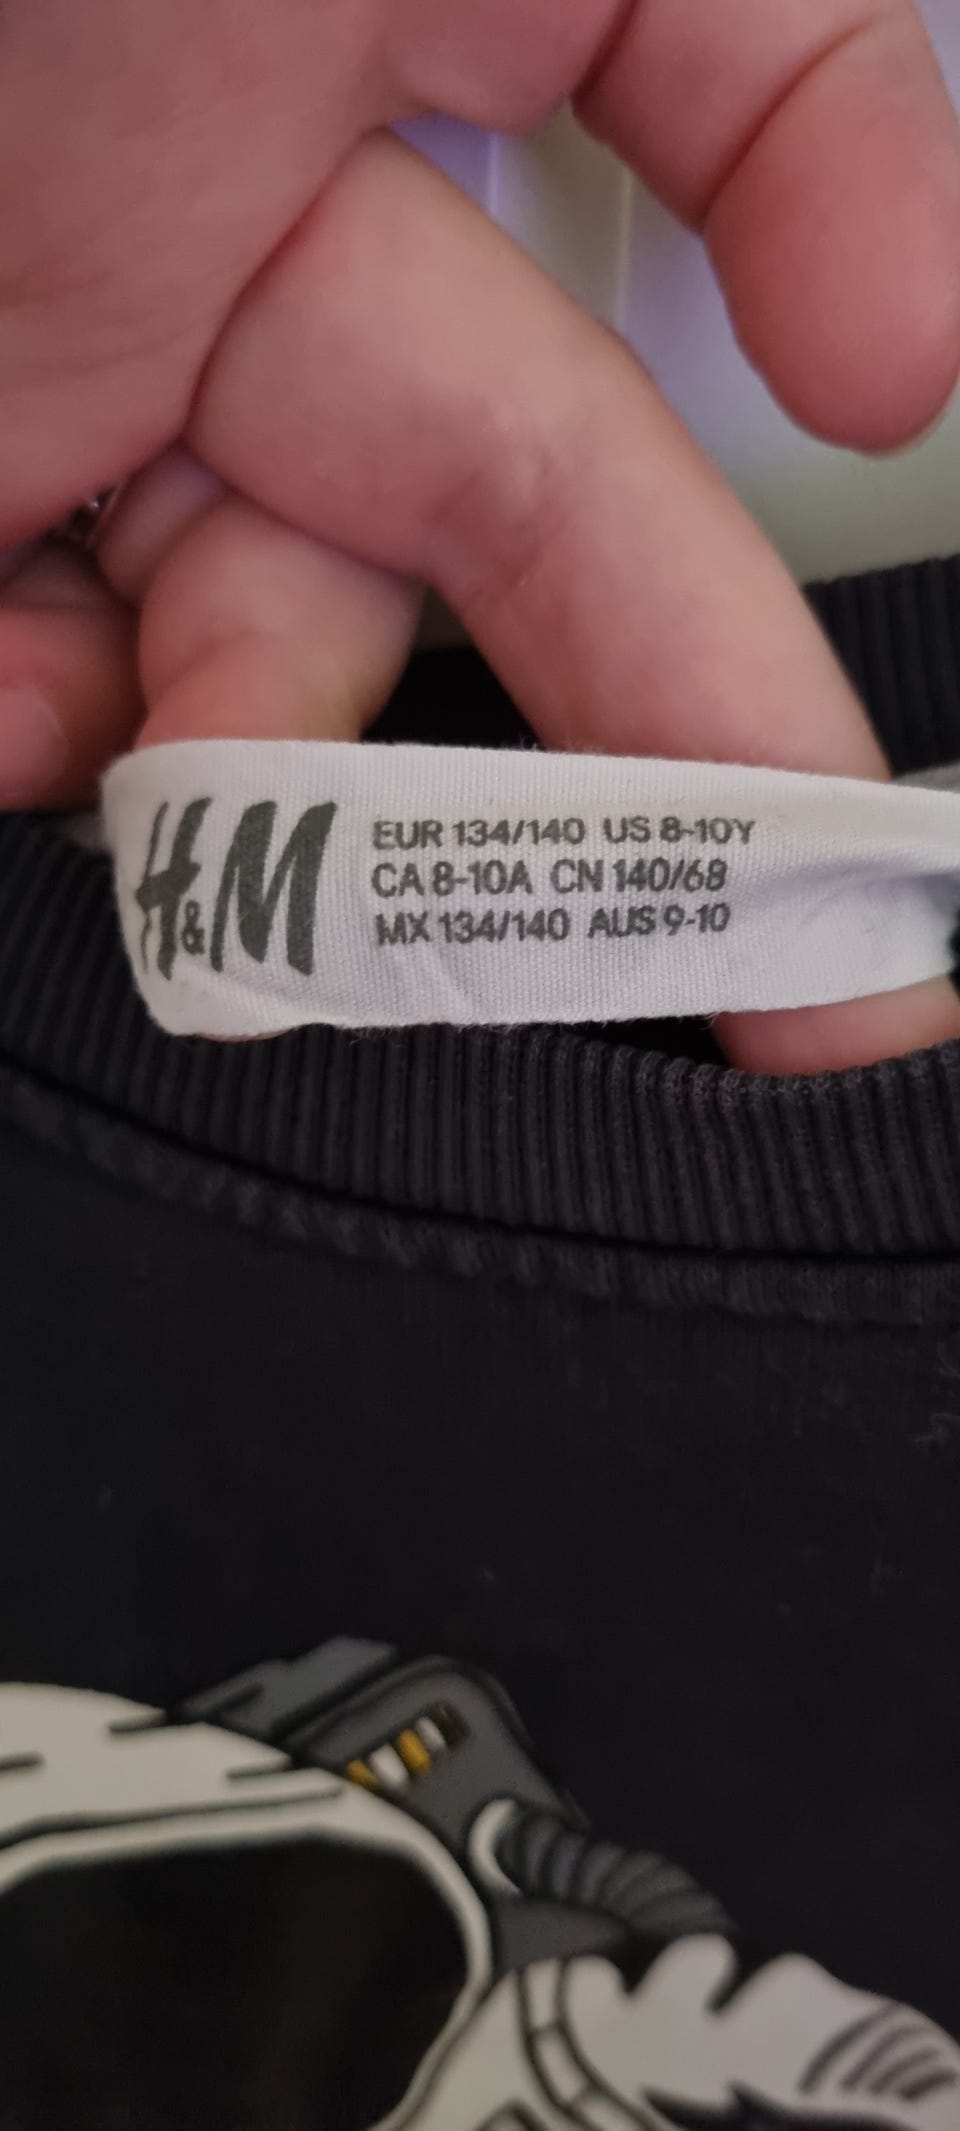 H&M
EUR 134/140 US 8-10Y
CA 8-10A CN 140/68
MX 134/140 AUS 9-10